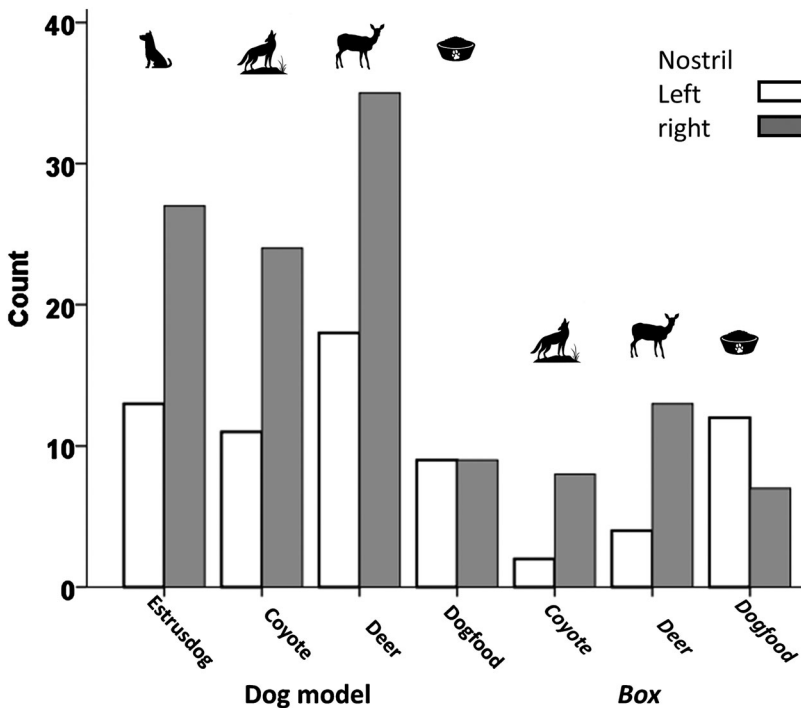 Nostril
Left
right
Count
40
30
20
10
0
Estrusdog
Coyote
Deer
Dogfood
Coyote
Deer
Dogfood
Dog model
Box